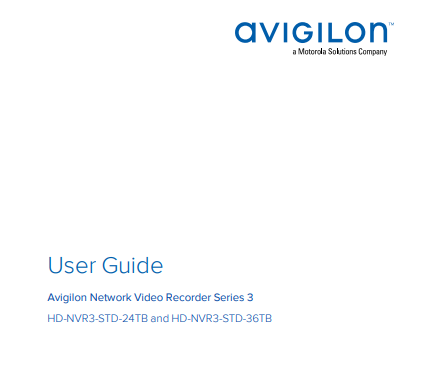 avigilon™
a Motorola Solutions Company
User Guide
Avigilon Network Video Recorder Series 3
HD-NVR3-STD-24TB and HD-NVR3-STD-36TB